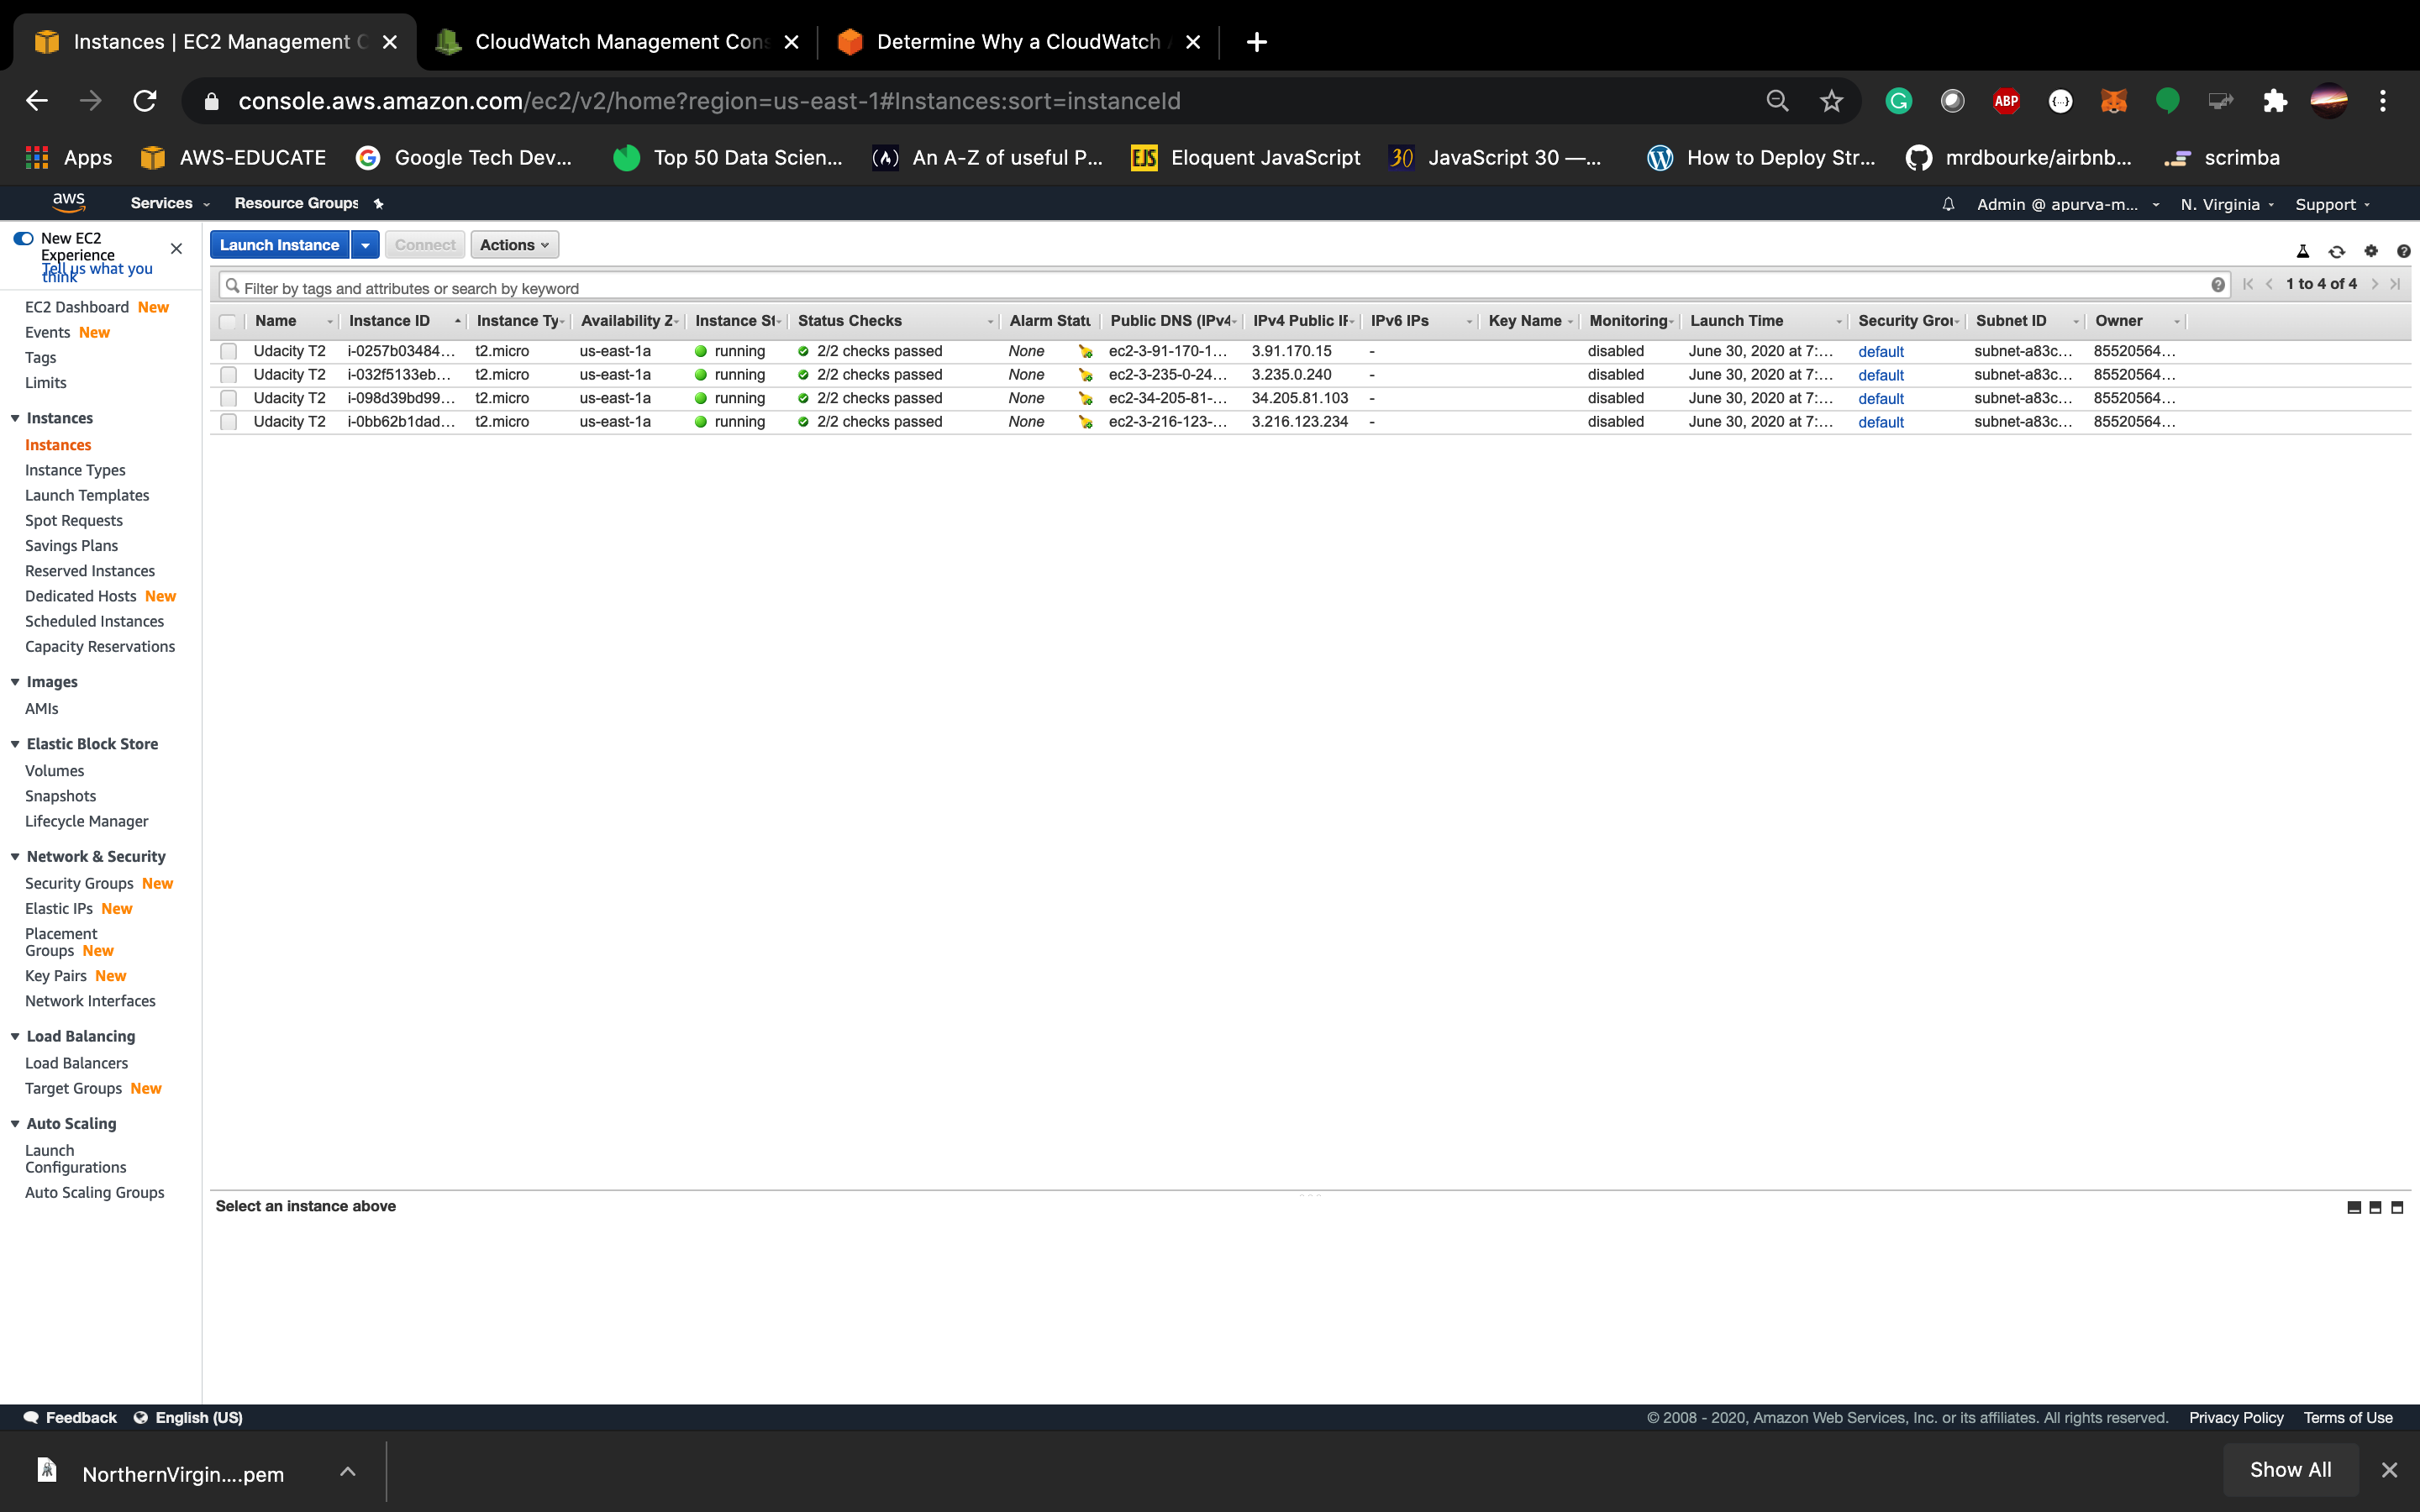 Instances | EC2 Management C
CloudWatch Management Cons
Determine Why a CloudWatch A
console.aws.amazon.com/ec2/v2/home?region=us-east-1#Instances:sort=instanceId
ABP
Apps
AWS-EDUCATE
Google Tech Dev...
Top 50 Data Scien...
An A-Z of useful P...
EJS Eloquent JavaScript
30 JavaScript 30 —...
How to Deploy Str...
mrdbourke/airbnb...
scrimba
aws Services Resource Groups
Admin @ apurva-m... N. Virginia Support
New EC2
Experience
Tell us what you
think
EC2 Dashboard New
Events New
Tags
Limits
Instances
Instances
Instance Types
Launch Templates
Spot Requests
Savings Plans
Reserved Instances
Dedicated Hosts New
Scheduled Instances
Capacity Reservations
Images
AMIs
Elastic Block Store
Volumes
Snapshots
Lifecycle Manager
Network & Security
Security Groups New
Elastic IPs New
Placement
Groups New
Key Pairs New
Network Interfaces
Load Balancing
Load Balancers
Target Groups New
Auto Scaling
Launch
Configurations
Auto Scaling Groups
Launch Instance Connect Actions
Filter by tags and attributes or search by keyword
1 to 4 of 4
Name Instance ID Instance Ty Availability Z Instance St Status Checks Alarm Statu Public DNS (IPv4 IPv4 Public IF IPv6 IPs Key Name Monitoring Launch Time Security Grou Subnet ID Owner
Udacity T2 i-0257b03484... t2.micro us-east-1a running 2/2 checks passed None ec2-3-91-170-1... 3.91.170.15 - disabled June 30, 2020 at 7:... default subnet-a83c... 85520564...
Udacity T2 i-032f5133eb... t2.micro us-east-1a running 2/2 checks passed None ec2-3-235-0-24... 3.235.0.240 - disabled June 30, 2020 at 7:... default subnet-a83c... 85520564...
Udacity T2 i-098d39bd99... t2.micro us-east-1a running 2/2 checks passed None ec2-34-205-81-... 34.205.81.103 - disabled June 30, 2020 at 7:... default subnet-a83c... 85520564...
Udacity T2 i-0bb62b1dad... t2.micro us-east-1a running 2/2 checks passed None ec2-3-216-123-... 3.216.123.234 - disabled June 30, 2020 at 7:... default subnet-a83c... 85520564...
Select an instance above
Feedback English (US)
© 2008 - 2020, Amazon Web Services, Inc. or its affiliates. All rights reserved. Privacy Policy Terms of Use
NorthernVirgin....pem
Show All